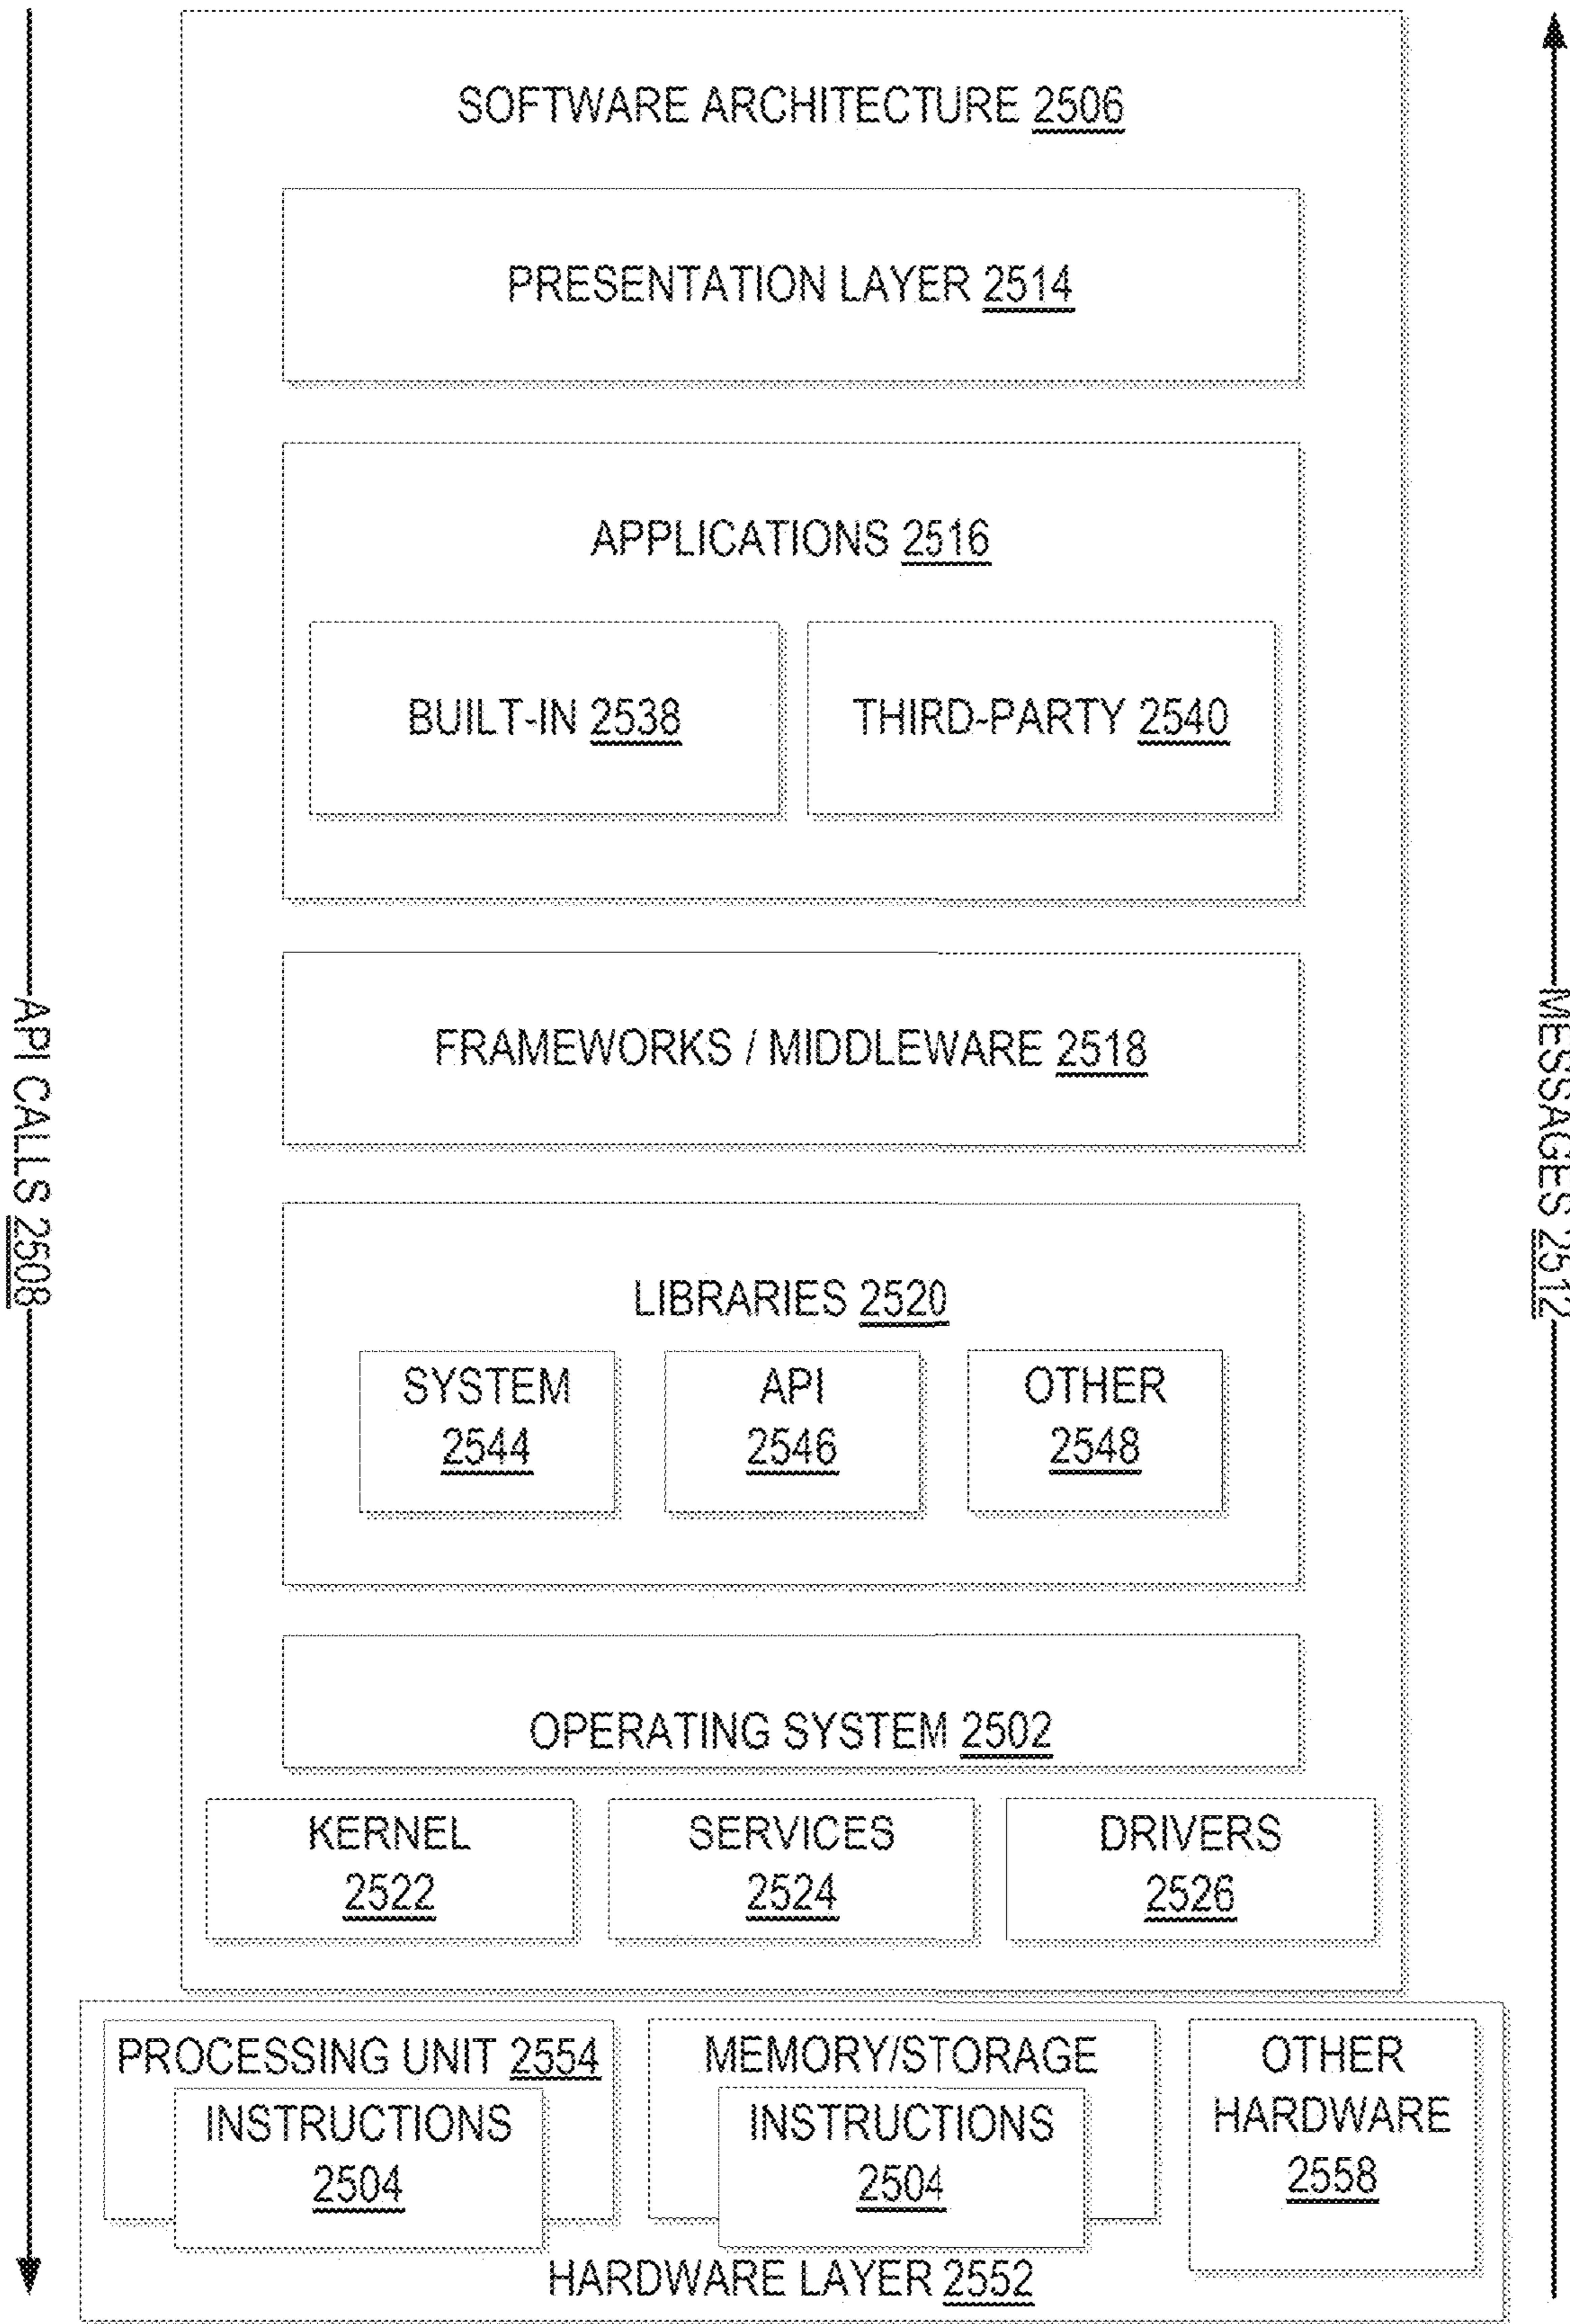 SOFTWARE ARCHITECTURE 2506
PRESENTATION LAYER 2514
APPLICATIONS 2516
BUILT-IN 2538
THIRD-PARTY 2540
FRAMEWORKS / MIDDLEWARE 2518
API CALLS 2508
MESSAGES 2512
LIBRARIES 2520
SYSTEM
2544
API
2546
OTHER
2548
OPERATING SYSTEM 2502
KERNEL
2522
SERVICES
2524
DRIVERS
2526
PROCESSING UNIT 2554
INSTRUCTIONS
2504
MEMORY/STORAGE
INSTRUCTIONS
2504
OTHER
HARDWARE
2558
HARDWARE LAYER 2552